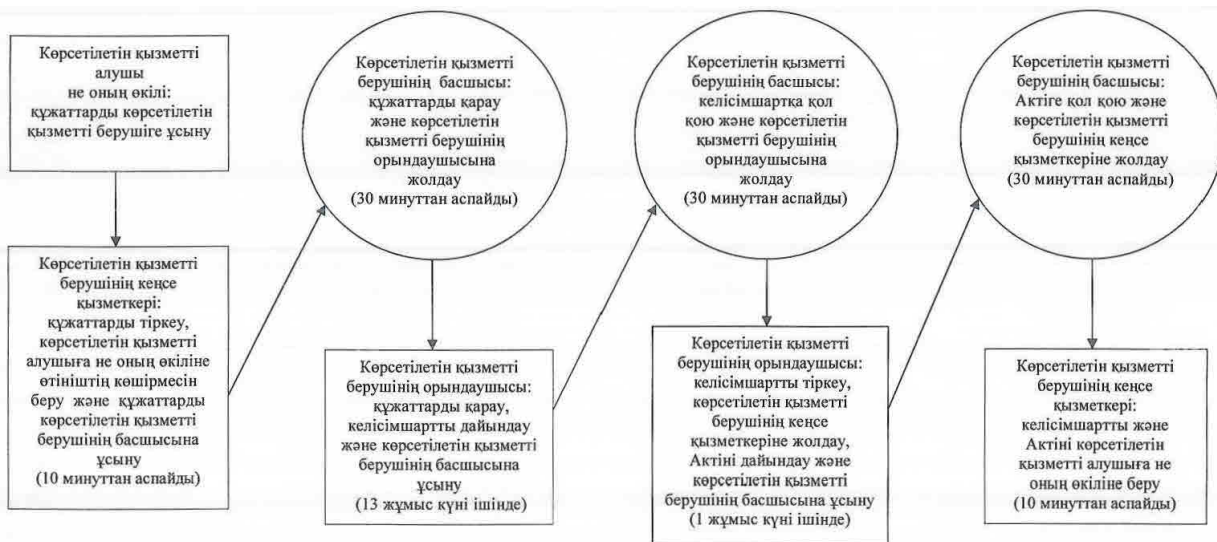 Көрсетілетін қызметті
алушы
не оның өкілі:
құжаттарды көрсетілетін
қызметті берушіге ұсыну
Көрсетілетін қызметті
берушінің кеңсе
қызметкері:
құжаттарды тіркеу,
көрсетілетін қызметті
алушыға не оның өкіліне
өтініштің көшірмесін
беру және құжаттарды
көрсетілетін қызметті
берушінің басшысына
ұсыну
(10 минуттан аспайды)
Көрсетілетін қызметті
берушінің басшысы:
құжаттарды қарау
және көрсетілетін
қызметті берушінің
орындаушысына
жолдау
(30 минуттан аспайды)
Көрсетілетін қызметті
берушінің орындаушысы:
құжаттарды қарау,
келісімшартты дайындау
және көрсетілетін қызметті
берушінің басшысына
ұсыну
(13 жұмыс күні ішінде)
Көрсетілетін қызметті
берушінің басшысы:
келісімшартқа қол
қою және көрсетілетін
қызметті берушінің
орындаушысына
жолдау
(30 минуттан аспайды)
Көрсетілетін қызметті
берушінің орындаушысы:
келісімшартты тіркеу,
көрсетілетін қызметті
берушінің кеңсе
қызметкеріне жолдау,
Актіні дайындау және
көрсетілетін қызметті
берушінің басшысына ұсыну
(1 жұмыс күні ішінде)
Көрсетілетін қызметті
берушінің басшысы:
Актіге қол қою және
көрсетілетін қызметті
берушінің кеңсе
қызметкеріне жолдау
(30 минуттан аспайды)
Көрсетілетін қызметті
берушінің кеңсе
қызметкері:
келісімшартты және
Актіні көрсетілетін
қызметті алушыға не
оның өкіліне беру
(10 минуттан аспайды)